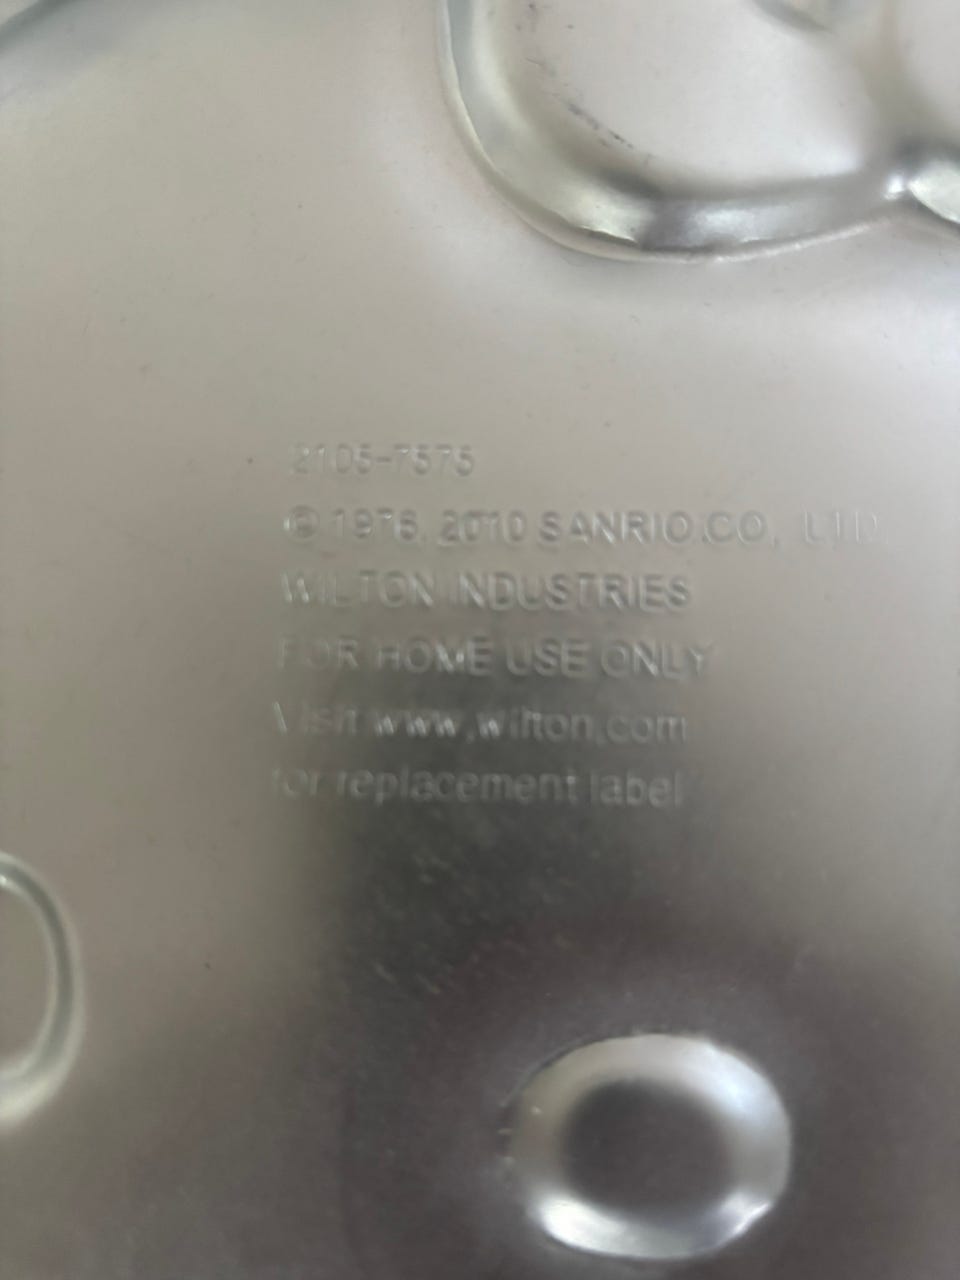 2105-7575
© 1976, 2010 SANRIO.CO, LTD.
WILTON INDUSTRIES
FOR HOME USE ONLY
Visit www.wilton.com
for replacement label